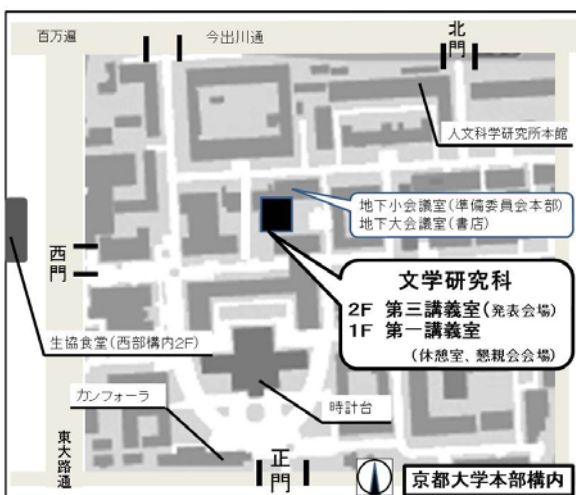 百万遍
今出川通
北門
人文科学研究所本館
地下小会議室(準備委員会本部)
地下大会議室(書店)
西門
文学研究科
2F 第三講義室(発表会場)
1F 第一講義室
(休憩室、懇親会会場)
生協食堂(西部構内2F)
カンフォーラ
時計台
東大路通
正門
京都大学本部構内